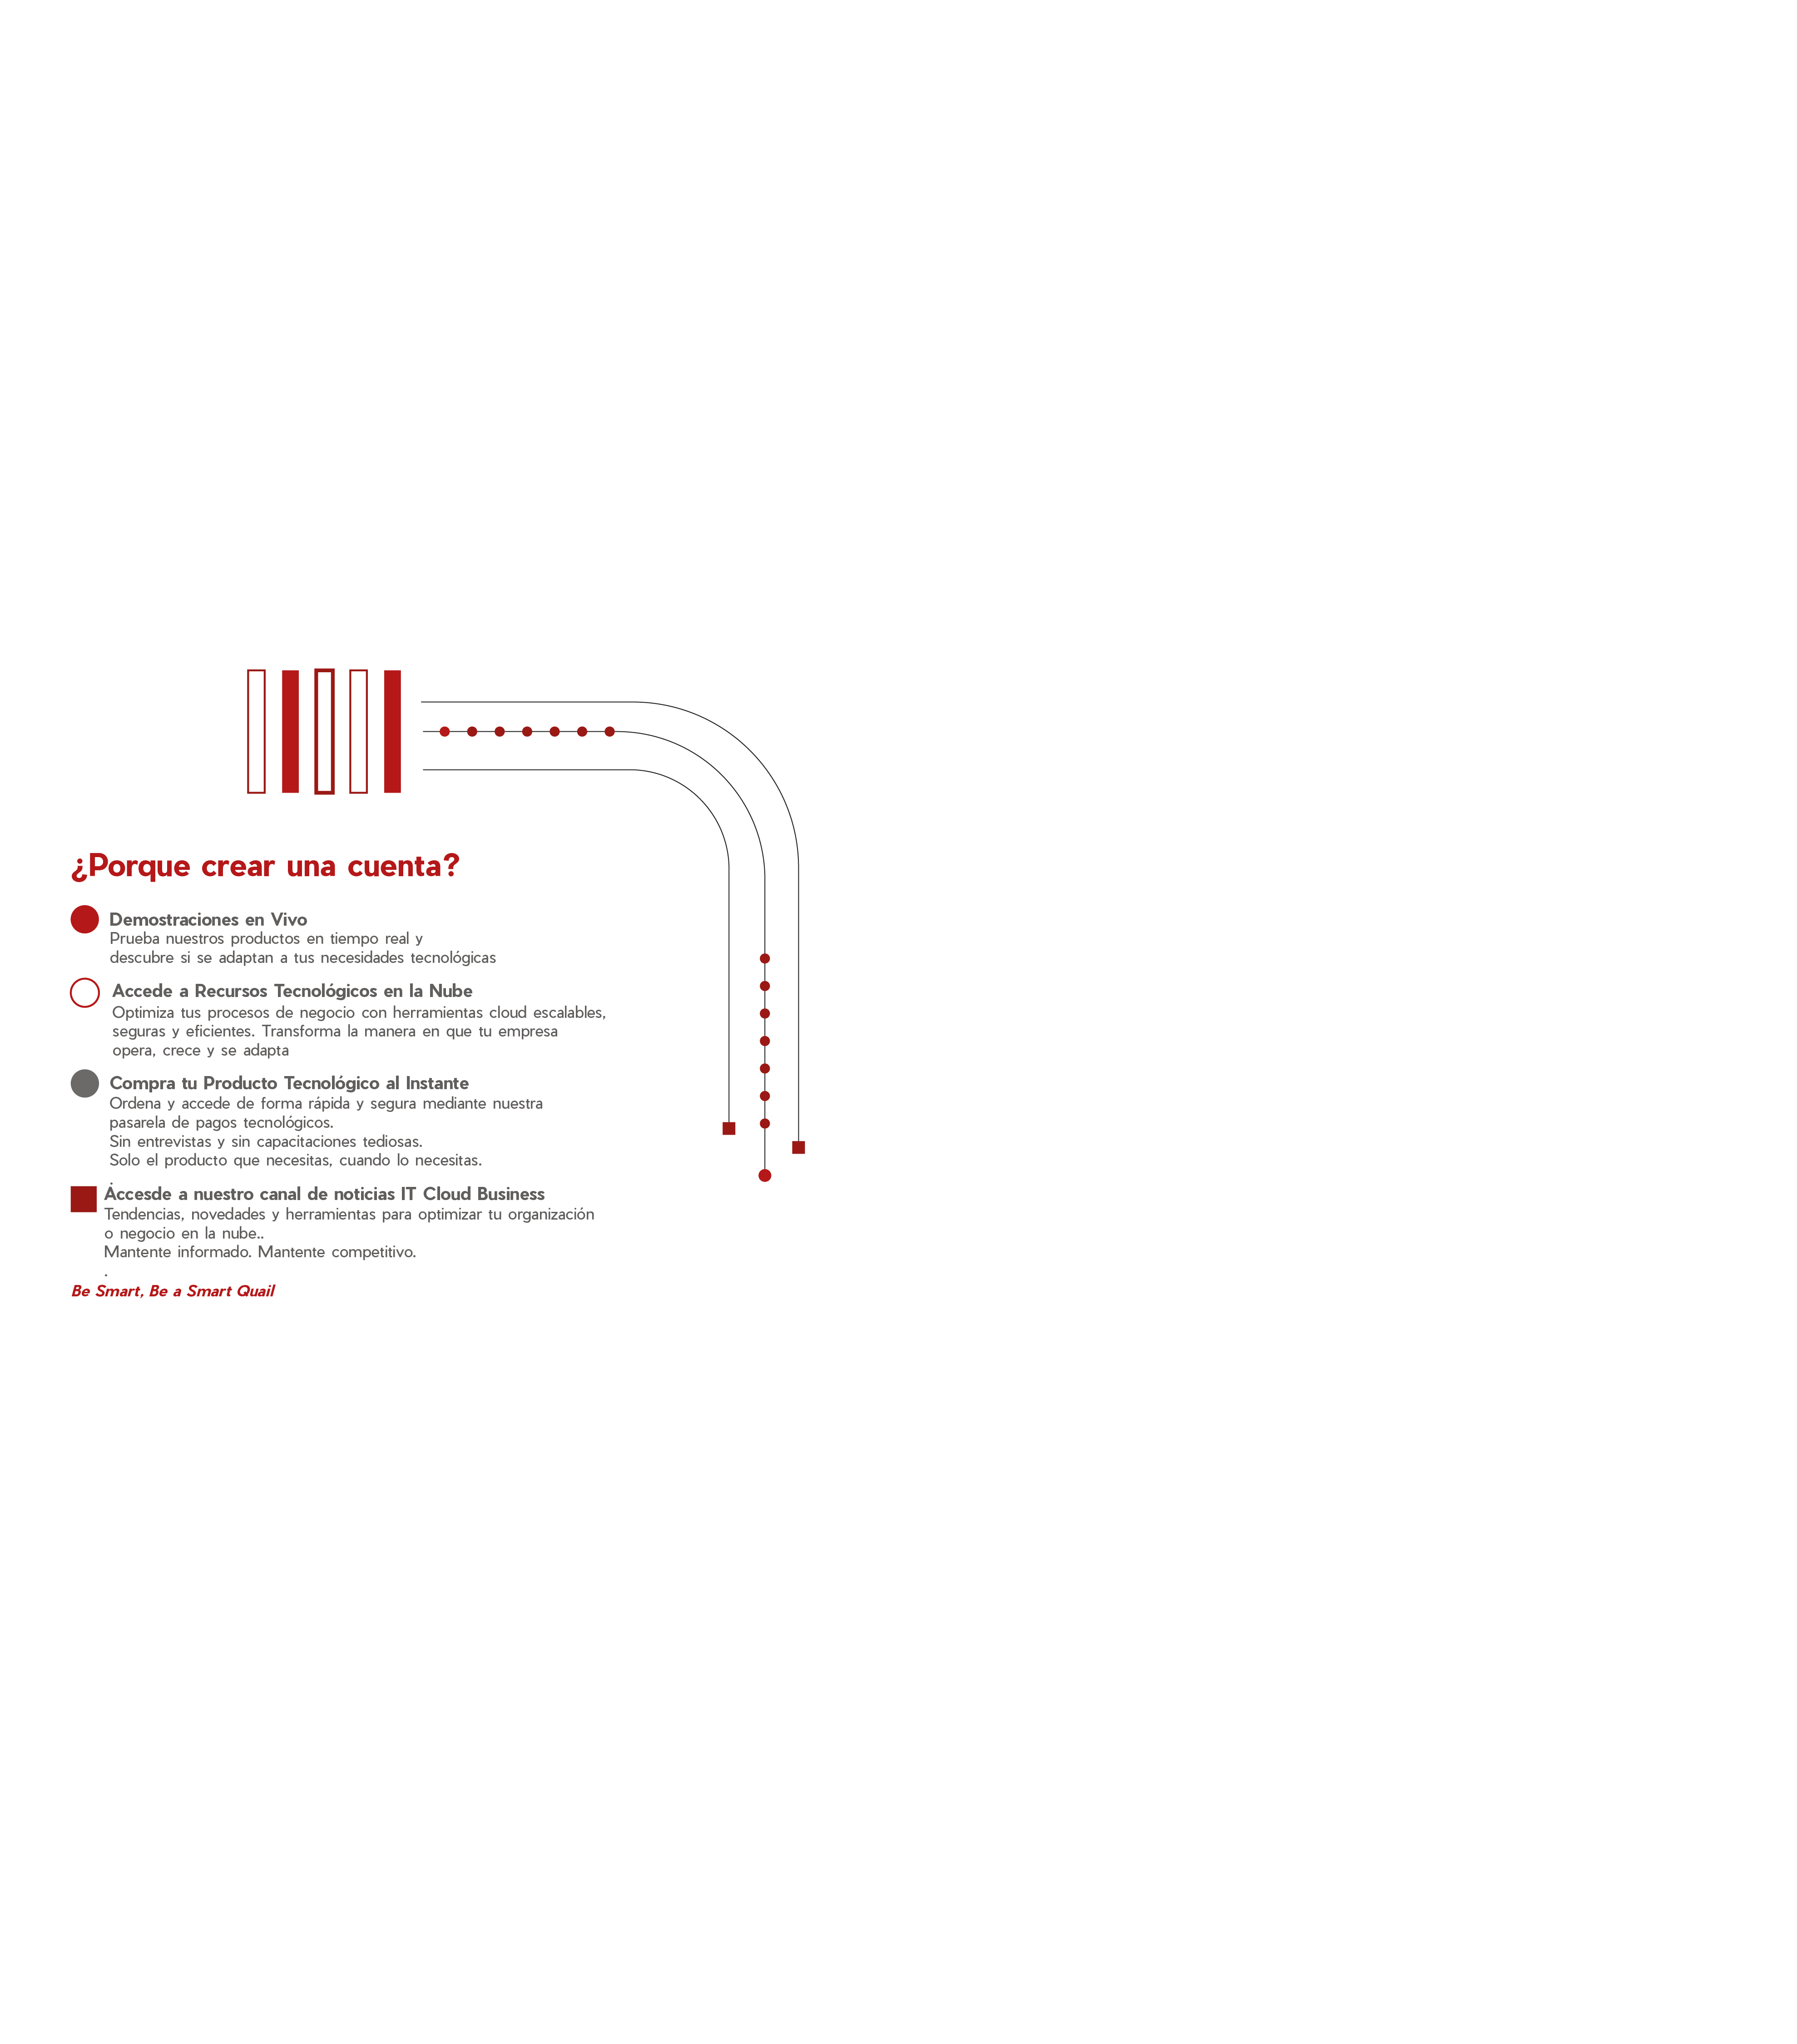 ¿Porque crear una cuenta?
Demostraciones en Vivo
Prueba nuestros productos en tiempo real y
descubre si se adaptan a tus necesidades tecnológicas
Accede a Recursos Tecnológicos en la Nube
Optimiza tus procesos de negocio con herramientas cloud escalables,
seguras y eficientes. Transforma la manera en que tu empresa
opera, crece y se adapta
Compra tu Producto Tecnológico al Instante
Ordena y accede de forma rápida y segura mediante nuestra
pasarela de pagos tecnológicos.
Sin entrevistas y sin capacitaciones tediosas.
Solo el producto que necesitas, cuando lo necesitas.
.
Accesde a nuestro canal de noticias IT Cloud Business
Tendencias, novedades y herramientas para optimizar tu organización
o negocio en la nube..
Mantente informado. Mantente competitivo.
.
Be Smart, Be a Smart Quail